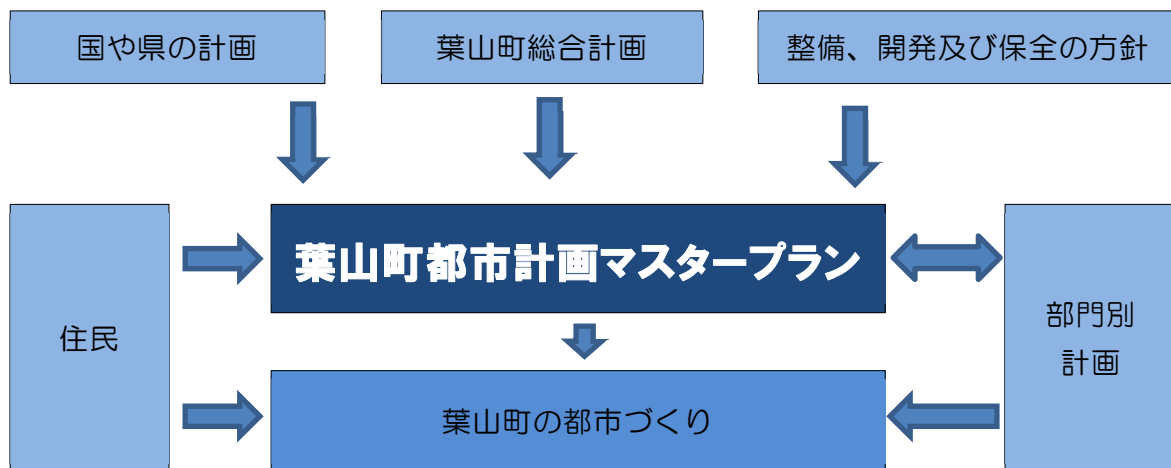 国や県の計画
葉山町総合計画
整備、開発及び保全の方針
葉山町都市計画マスタープラン
住民
部門別
計画
葉山町の都市づくり